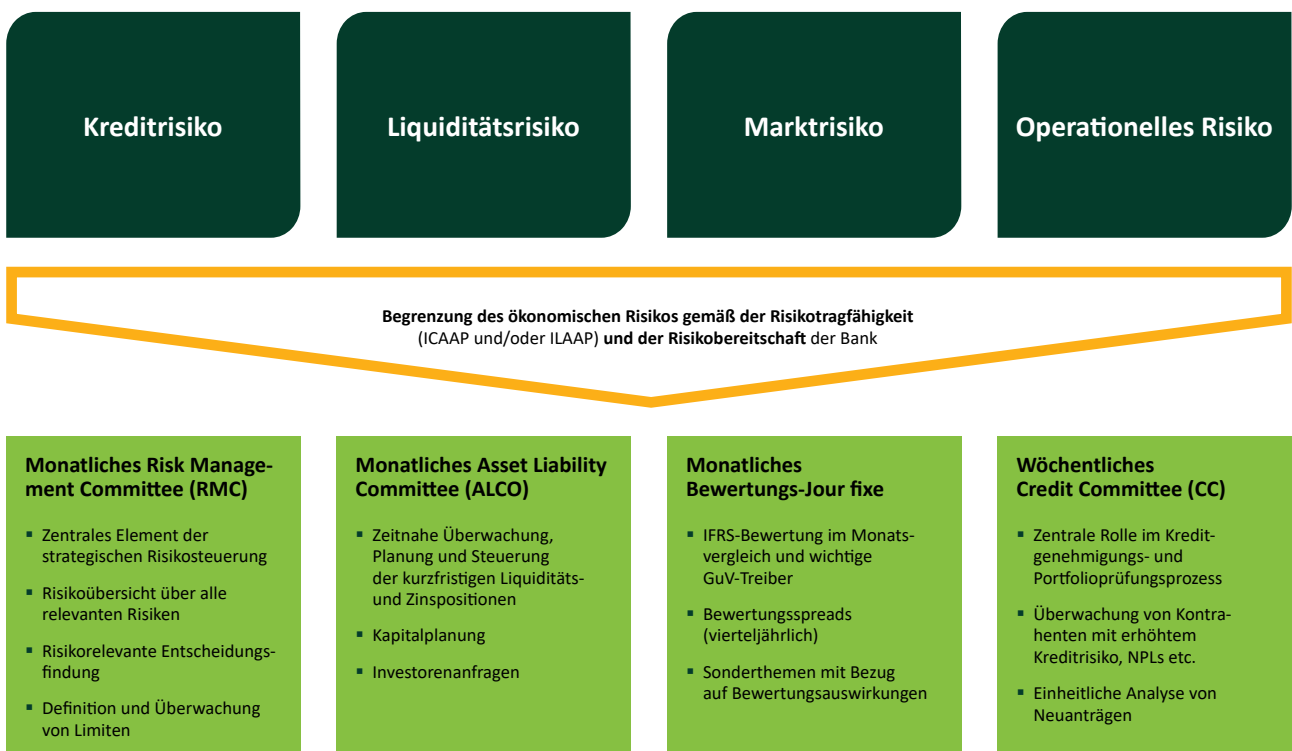 Kreditrisiko
Liquiditätsrisiko
Marktrisiko
Operationelles Risiko
Begrenzung des ökonomischen Risikos gemäß der Risikotragfähigkeit
(ICAAP und/oder ILAAP) und der Risikobereitschaft der Bank
Monatliches Risk Manage-
ment Committee (RMC)
▪ Zentrales Element der
strategischen Risikosteuerung
▪ Risikoübersicht über alle
relevanten Risiken
▪ Risikorelevante Entscheidungs-
findung
▪ Definition und Überwachung
von Limiten
Monatliches Asset Liability
Committee (ALCO)
▪ Zeitnahe Überwachung,
Planung und Steuerung
der kurzfristigen Liquiditäts-
und Zinspositionen
▪ Kapitalplanung
▪ Investorenanfragen
Monatliches
Bewertungs-Jour fixe
▪ IFRS-Bewertung im Monats-
vergleich und wichtige
GuV-Treiber
▪ Bewertungsspreads
(vierteljährlich)
▪ Sonderthemen mit Bezug
auf Bewertungsauswirkungen
Wöchentliches
Credit Committee (CC)
▪ Zentrale Rolle im Kredit-
genehmigungs- und
Portfolioprüfungsprozess
▪ Überwachung von Kontra-
henten mit erhöhtem
Kreditrisiko, NPLs etc.
▪ Einheitliche Analyse von
Neuanträgen